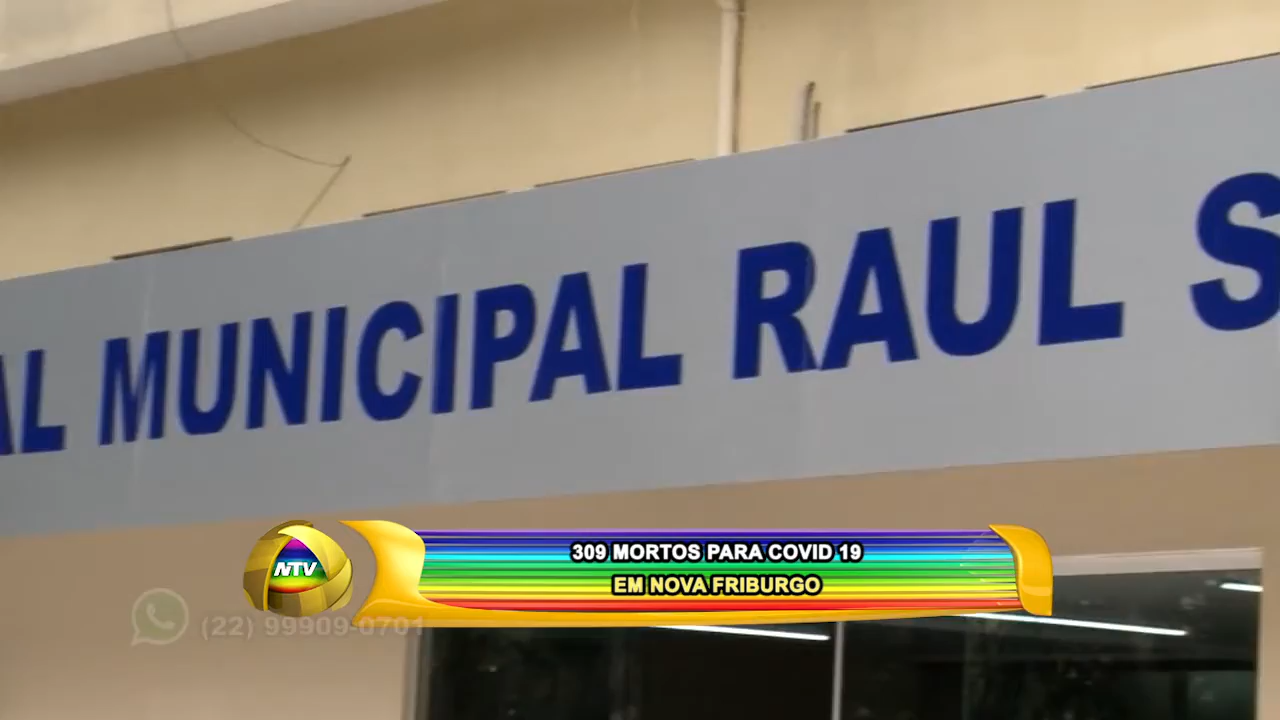 AL MUNICIPAL RAUL S
309 MORTOS PARA COVID 19
EM NOVA FRIBURGO
NTV
(22) 99909-0701